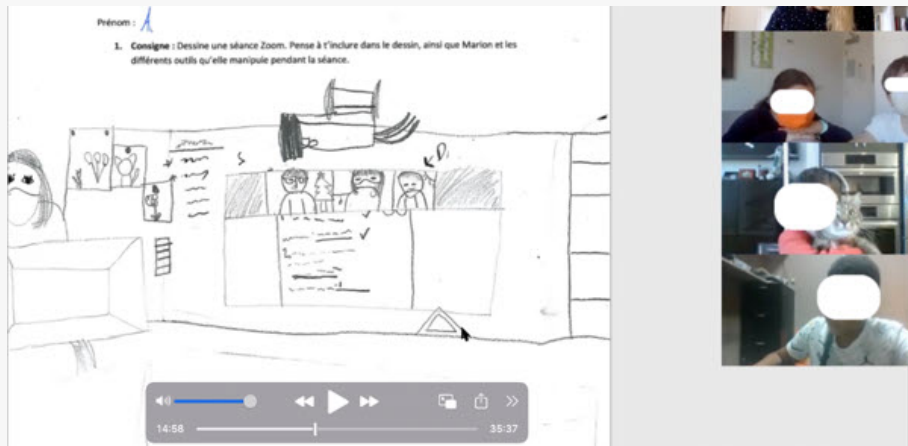 Prénom : A
1. Consigne : Dessine une séance Zoom. Pense à t'inclure dans le dessin, ainsi que Marion et les
différents outils qu'elle manipule pendant la séance.
S
D.
14:58
35:37